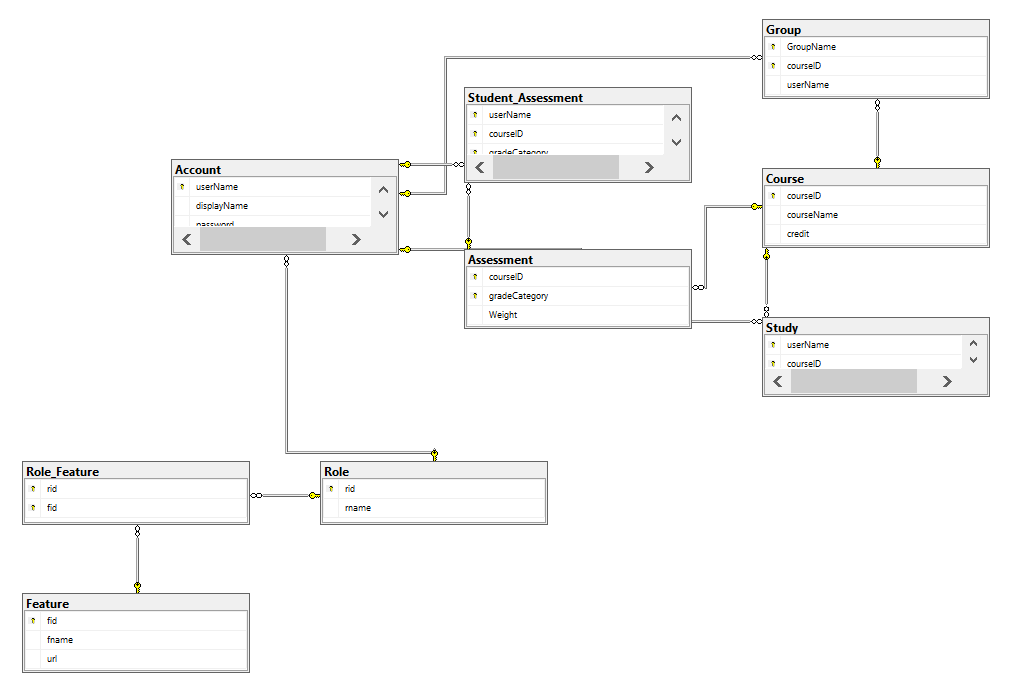 Group
GroupName
courseID
userName
Student_Assessment
userName
courseID
gradeCategory
Account
userName
displayName
password
Course
courseID
courseName
credit
Assessment
courseID
gradeCategory
Weight
Study
userName
courseID
Role_Feature
rid
fid
Role
rid
rname
Feature
fid
fname
url